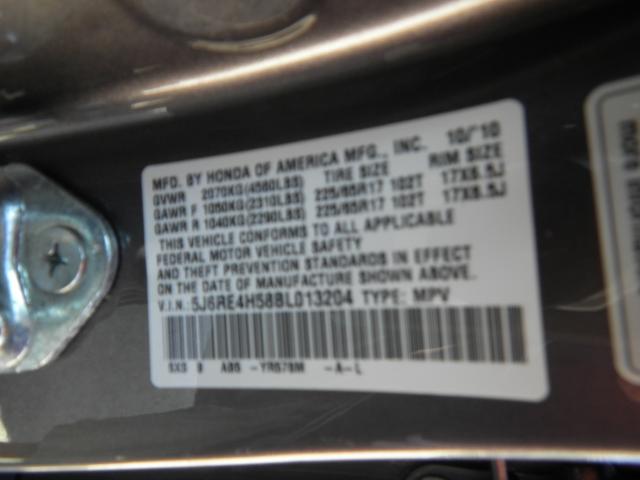 MFD. BY HONDA OF AMERICA MFG., INC. 10/10
GVWR 2070KG(4560LBS) TIRE SIZE RIM SIZE
GAWR F 1050KG(2310LBS) 225/65R17 102T 17X6.5J
GAWR R 1040KG(2290LBS) 225/65R17 102T 17X6.5J
THIS VEHICLE CONFORMS TO ALL APPLICABLE
FEDERAL MOTOR VEHICLE SAFETY
AND THEFT PREVENTION STANDARDS IN EFFECT
ON THE DATE OF MANUFACTURE SHOWN ABOVE.
V.I.N: 5J6RE4H58BL013204 TYPE: MPV
SXS YR578M -A-L